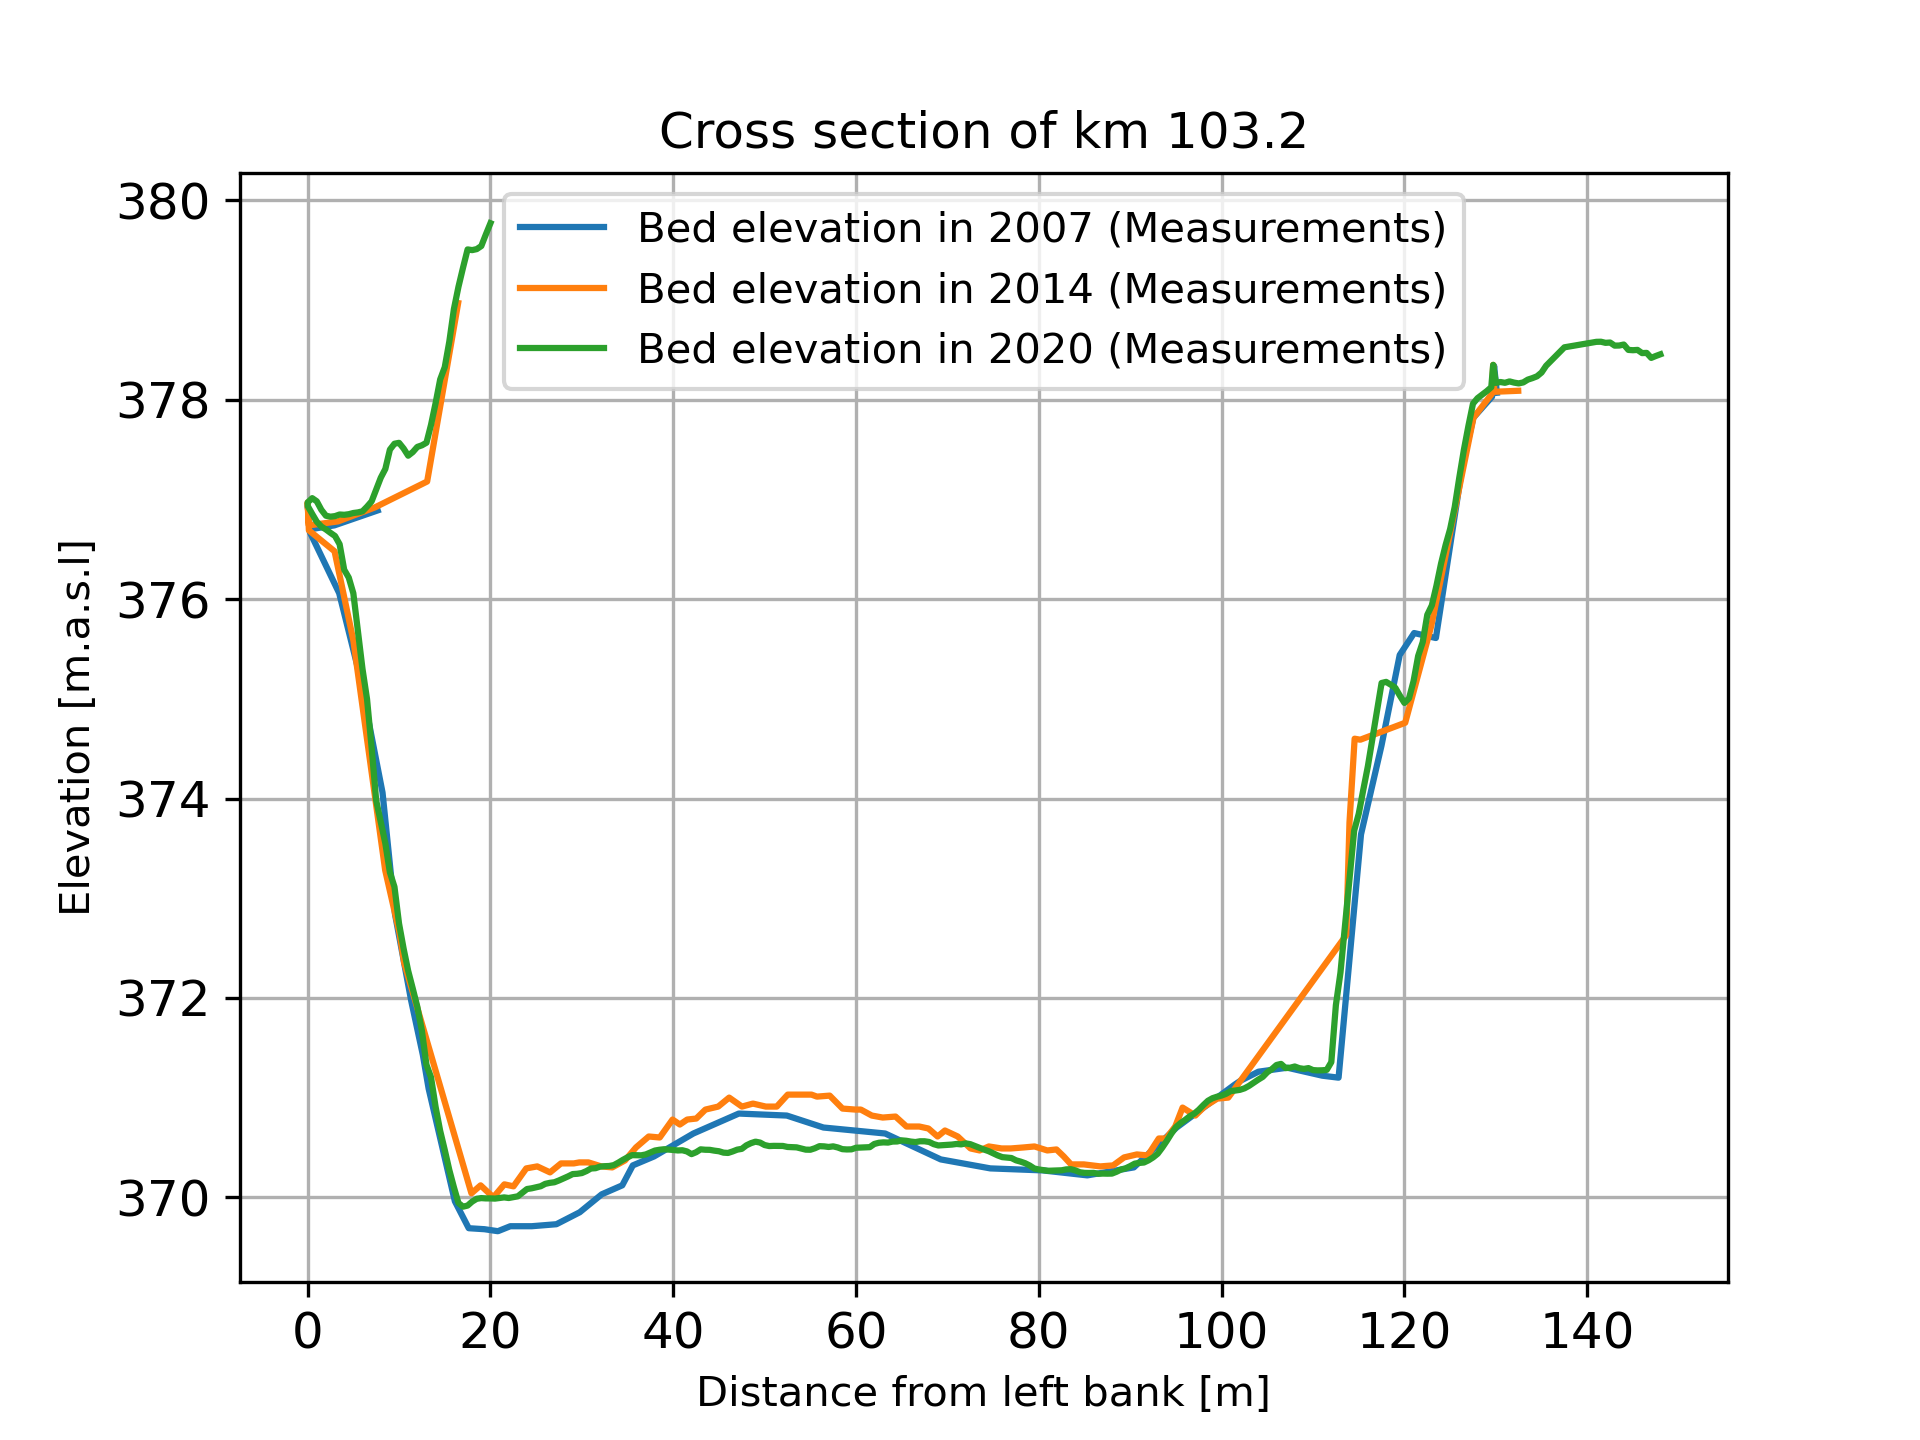 Cross section of km 103.2
380
378
376
374
372
370
Elevation [m.a.s.l]
Bed elevation in 2007 (Measurements)
Bed elevation in 2014 (Measurements)
Bed elevation in 2020 (Measurements)
0 20 40 60 80 100 120 140
Distance from left bank [m]